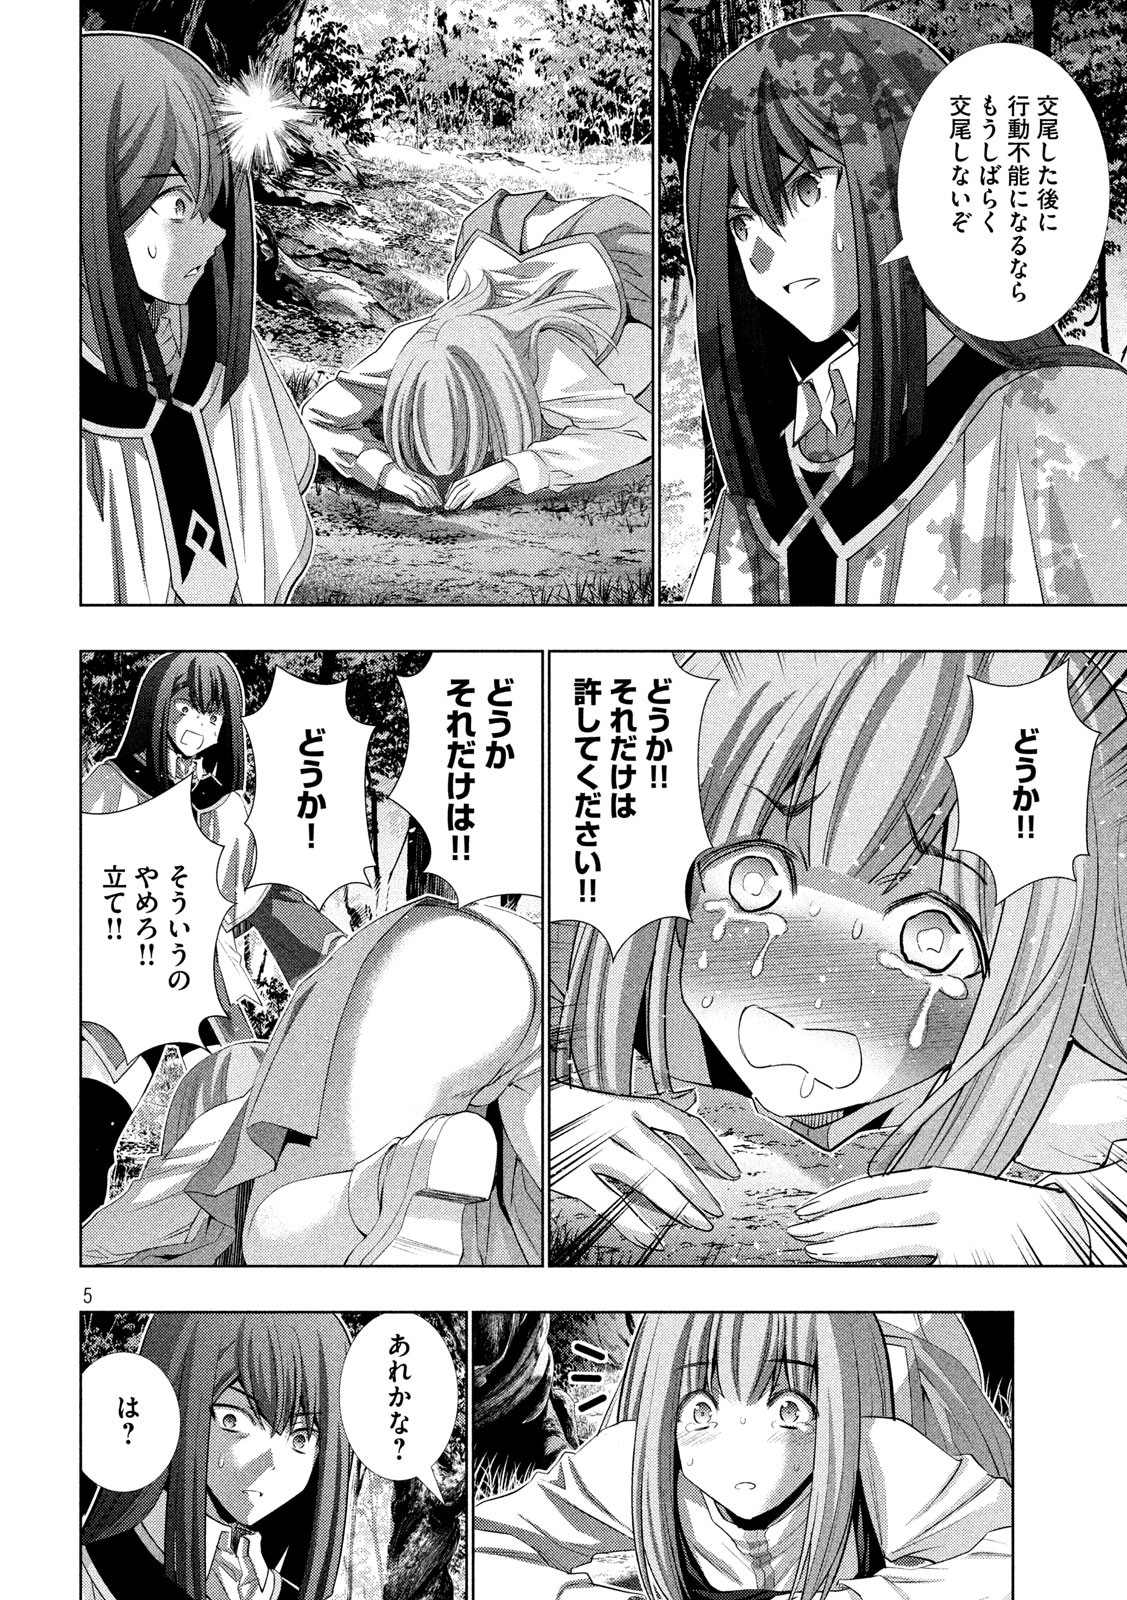 交尾した後に
行動不能になるなら
もうしばらく
交尾しないぞ
どうか!!
どうか!!
それだけは
許してください!!
どうか
それだけは!!
どうか!
そういうの
やめろ!!
立て!!
あれかな?
は?
5